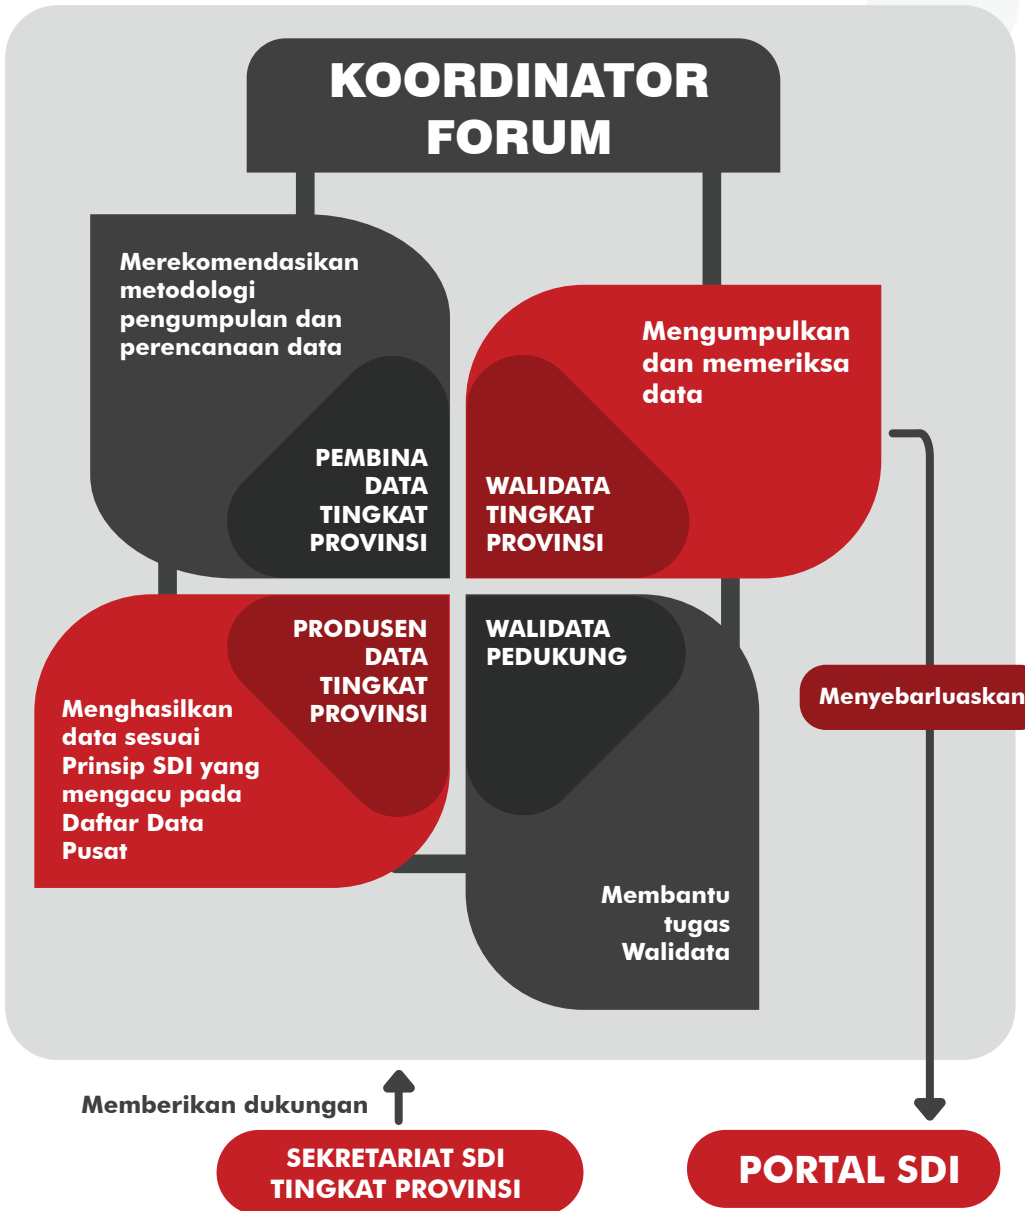 KOORDINATOR
FORUM
Merekomendasikan
metodologi
pengumpulan dan
perencanaan data
PEMBINA
DATA
TINGKAT
PROVINSI
Mengumpulkan
dan memeriksa
data
WALIDATA
TINGKAT
PROVINSI
PRODUSEN
DATA
TINGKAT
PROVINSI
Menghasilkan
data sesuai
Prinsip SDI yang
mengacu pada
Daftar Data
Pusat
WALIDATA
PEDUKUNG
Membantu
tugas
Walidata
Menyebarluaskan
Memberikan dukungan
SEKRETARIAT SDI
TINGKAT PROVINSI
PORTAL SDI